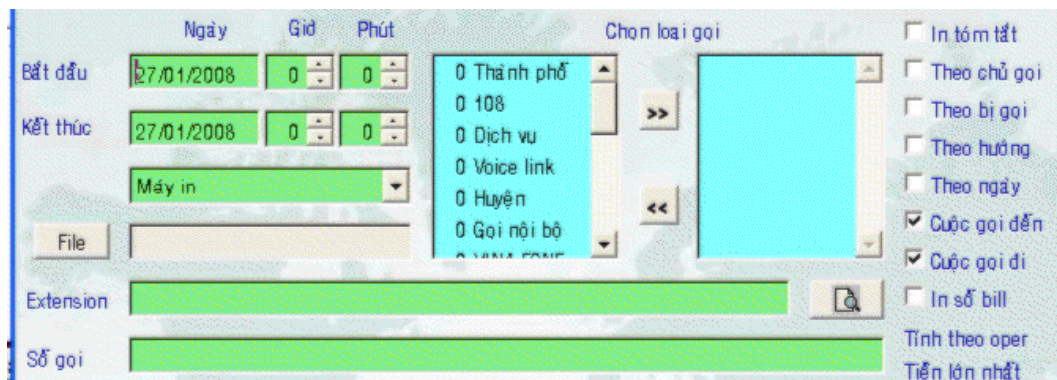 Ngày Giờ Phút Chọn loại gọi
In tóm tắt
Bắt đầu 27/01/2008 0 0
0 Thành phố
Theo chủ gọi
0 108
>>
Theo bị gọi
Kết thúc 27/01/2008 0 0
0 Dịch vụ
Theo hướng
0 Voice link
Máy in
Theo ngày
0 Huyện
<<
Cuộc gọi đến
File
0 Gọi nội bộ
0 VINA FONE
Cuộc gọi đi
Extension
In số bill
Tính theo oper
Số gọi
Tiền lớn nhất